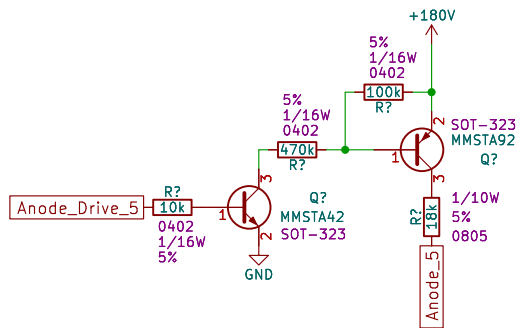 +180V
5%
1/16W
0402
100k
R?
2
SOT-323
MMSTA92
Q?
1
3
5%
1/16W
0402
470k
R?
3
Q?
MMSTA42
SOT-323
1
2
GND
Anode_Drive_5
R?
10k
0402
1/16W
5%
R?
18k
1/10W
5%
0805
Anode_5